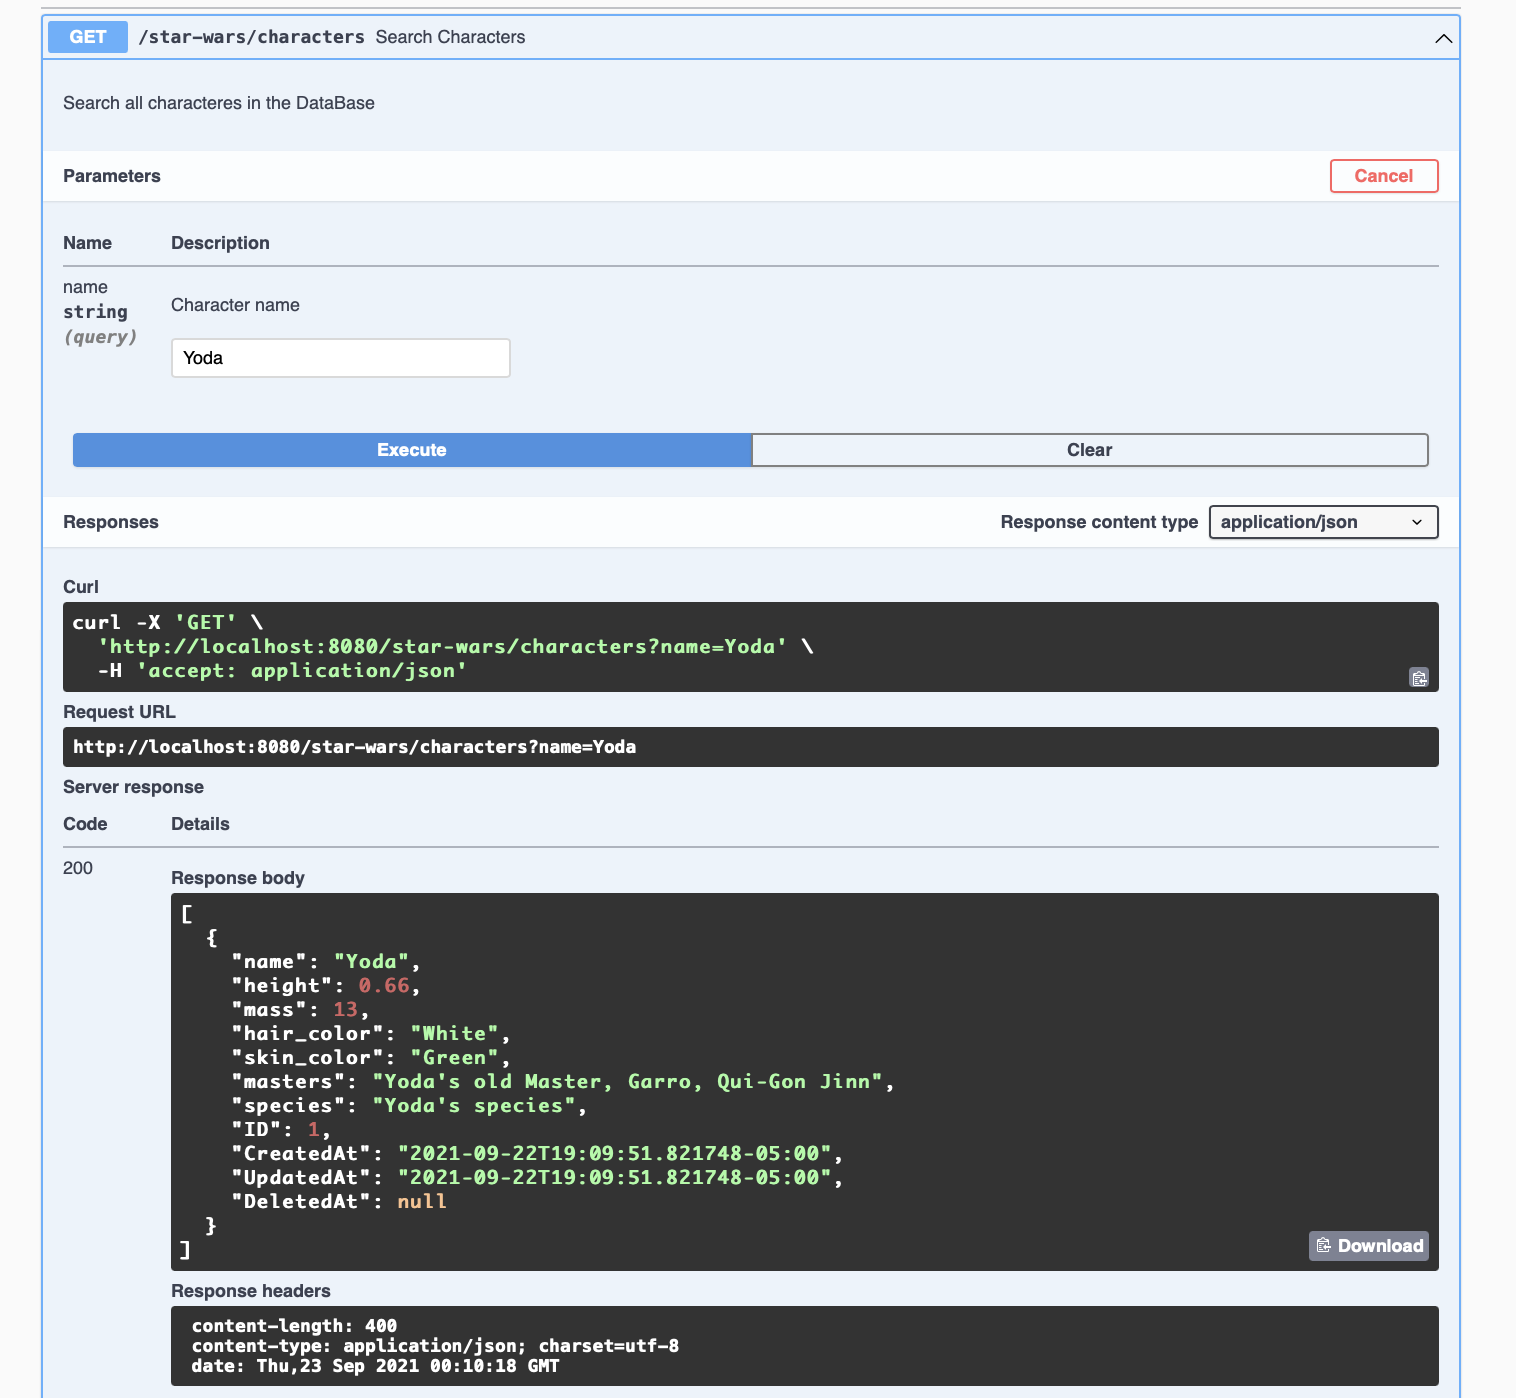 GET /star-wars/characters Search Characters
Search all characteres in the DataBase
Parameters Cancel
Name Description
name
string
(query)
Character name
Yoda
Execute Clear
Responses Response content type application/json
Curl
curl -X 'GET' \
  'http://localhost:8080/star-wars/characters?name=Yoda' \
  -H 'accept: application/json'
Request URL
http://localhost:8080/star-wars/characters?name=Yoda
Server response
Code Details
200
Response body
[
  {
    "name": "Yoda",
    "height": 0.66,
    "mass": 13,
    "hair_color": "White",
    "skin_color": "Green",
    "masters": "Yoda's old Master, Garro, Qui-Gon Jinn",
    "species": "Yoda's species",
    "ID": 1,
    "CreatedAt": "2021-09-22T19:09:51.821748-05:00",
    "UpdatedAt": "2021-09-22T19:09:51.821748-05:00",
    "DeletedAt": null
  }
]
Download
Response headers
content-length: 400
content-type: application/json; charset=utf-8
date: Thu,23 Sep 2021 00:10:18 GMT